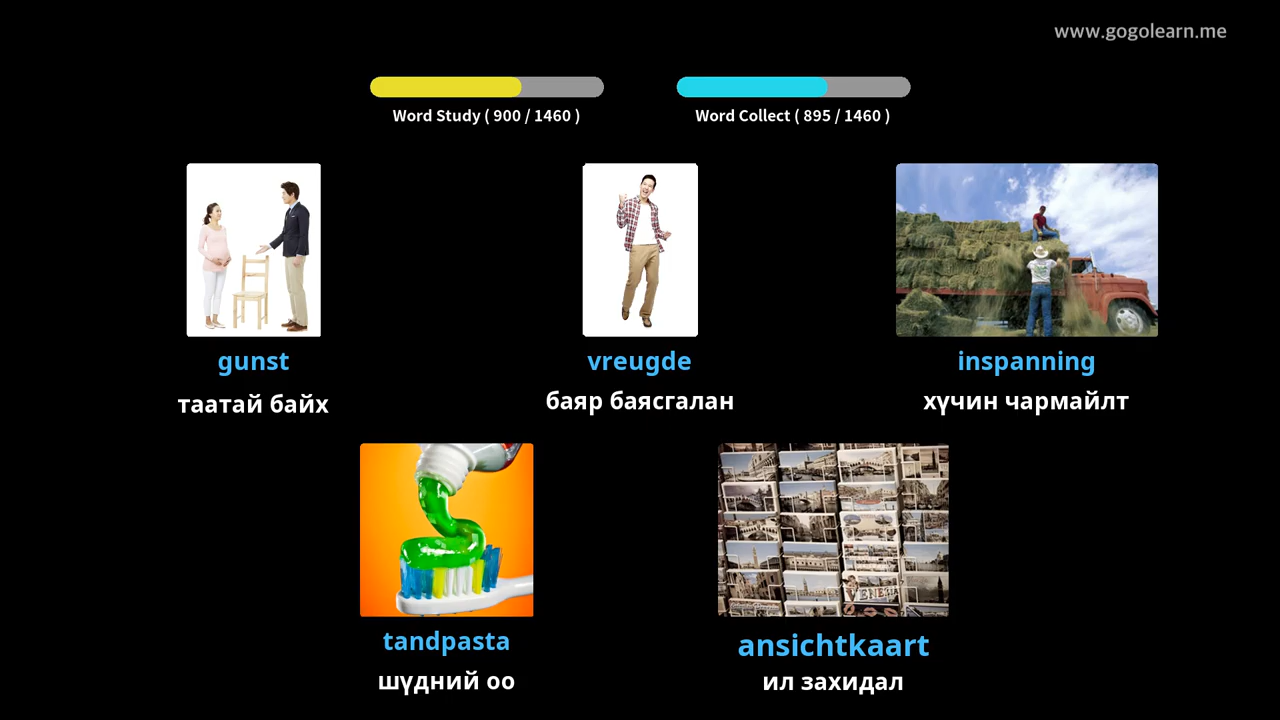 www.gogolearn.me
Word Study ( 900 / 1460 )
Word Collect ( 895 / 1460 )
gunst
vreugde
inspanning
таатай байх
баяр баясгалан
хүчин чармайлт
tandpasta
ansichtkaart
шүдний оо
ил захидал